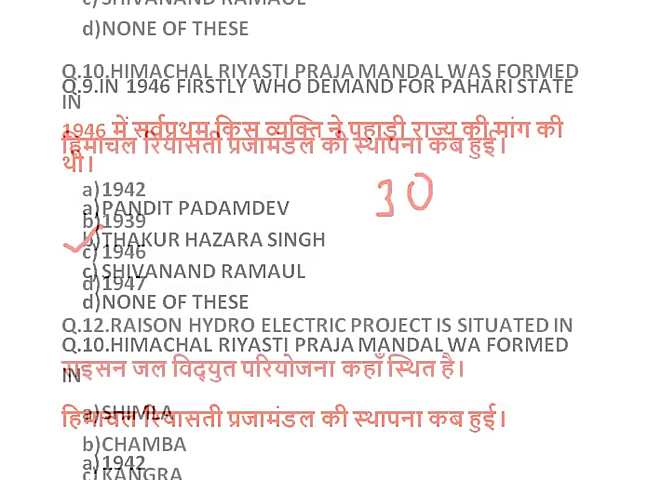 c)SHIVANAND RAMAUL
d)NONE OF THESE
Q.10.HIMACHAL RIYASTI PRAJA MANDAL WAS FORMED
Q.9.IN 1946 FIRSTLY WHO DEMAND FOR PAHARI STATE
IN
1946 में सर्वप्रथम किस व्यक्ति ने पहाड़ी राज्य की मांग की
हिमाचल रियासती प्रजामंडल की स्थापना कब हुई।
थी।
a)1942
a)PANDIT PADAMDEV
b)1939
b)THAKUR HAZARA SINGH
c)1946
c)SHIVANAND RAMAUL
d)1947
d)NONE OF THESE
30
Q.12.RAISON HYDRO ELECTRIC PROJECT IS SITUATED IN
Q.10.HIMACHAL RIYASTI PRAJA MANDAL WA FORMED
राइसन जल विद्युत परियोजना कहाँ स्थित है।
IN
a)SHIMLA
हिमाचल रियासती प्रजामंडल की स्थापना कब हुई।
b)CHAMBA
a)1942
c)KANGRA